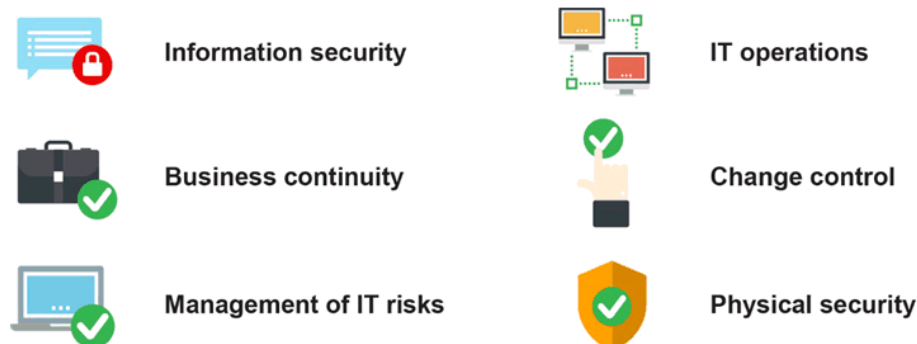 Information security
IT operations
Business continuity
Change control
Management of IT risks
Physical security